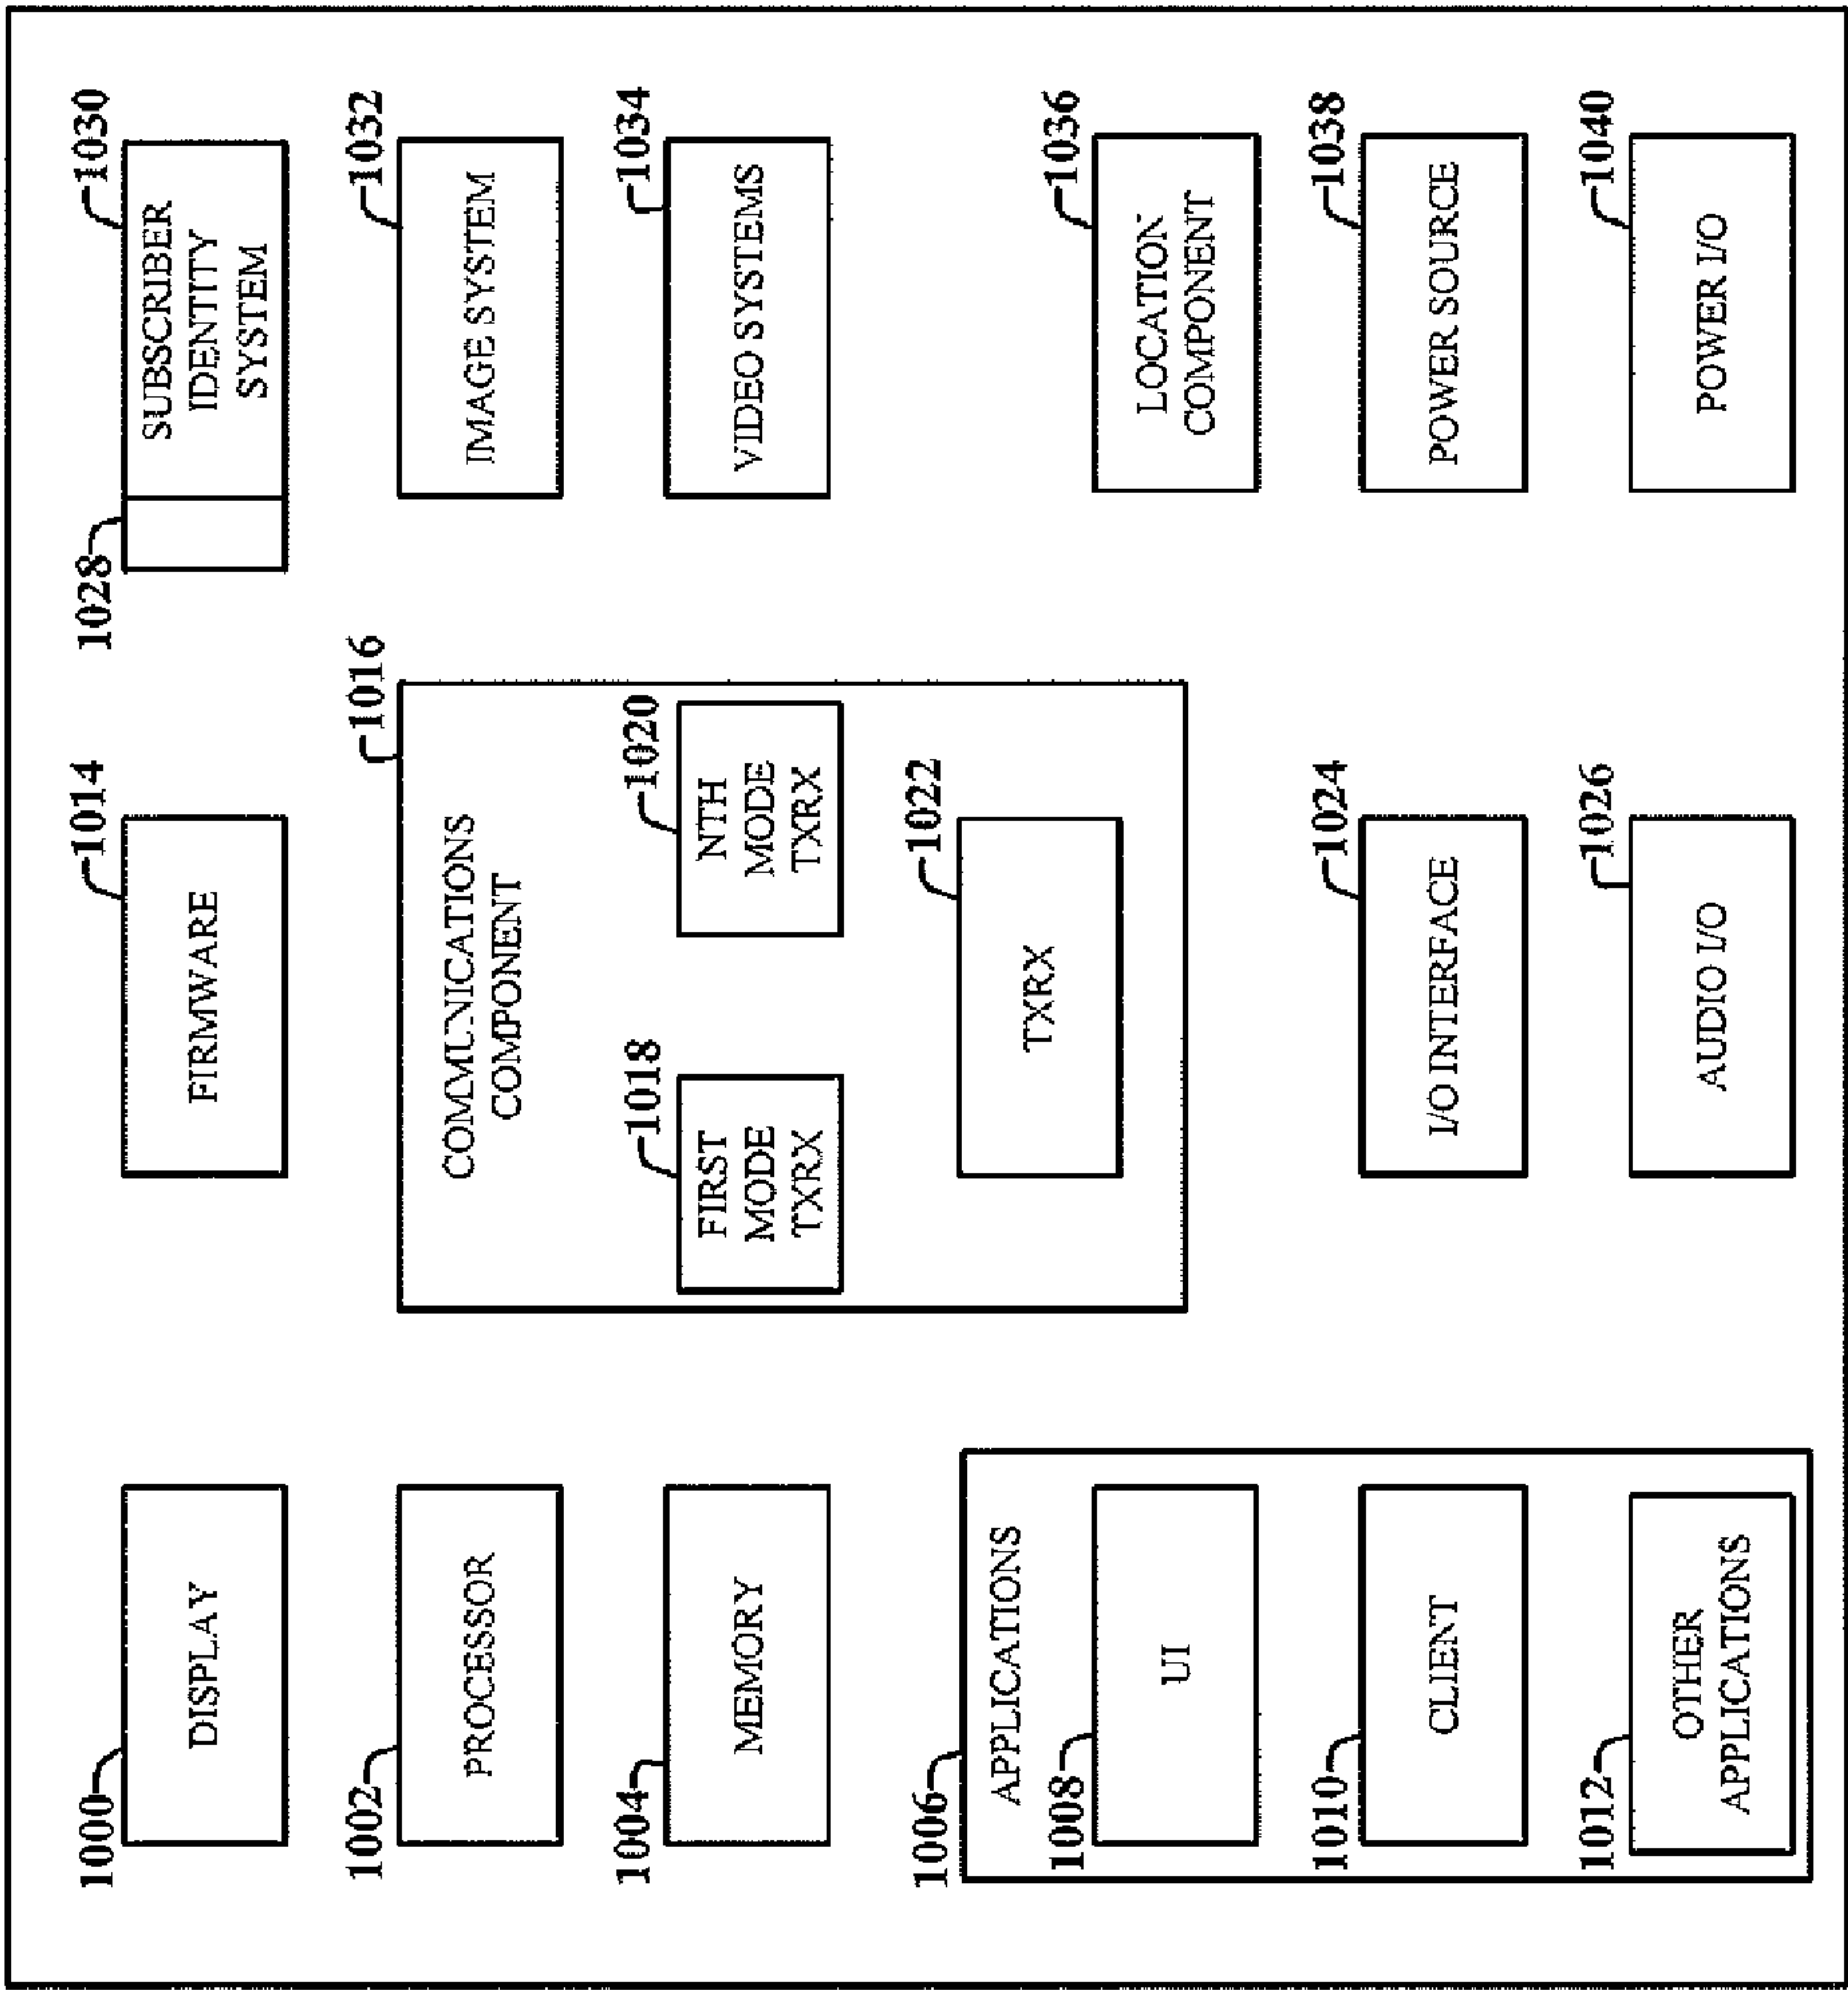 1000
DISPLAY
1002
PROCESSOR
1004
MEMORY
1006
APPLICATIONS
1008
UI
1010
CLIENT
1012
OTHER
APPLICATIONS
1014
FIRMWARE
1016
COMMUNICATIONS
COMPONENT
1018
FIRST
MODE
TXRX
1020
NTH
MODE
TXRX
1022
TXRX
1024
I/O INTERFACE
1026
AUDIO I/O
1028
1030
SUBSCRIBER
IDENTITY
SYSTEM
1032
IMAGE SYSTEM
1034
VIDEO SYSTEMS
1036
LOCATION
COMPONENT
1038
POWER SOURCE
1040
POWER I/O